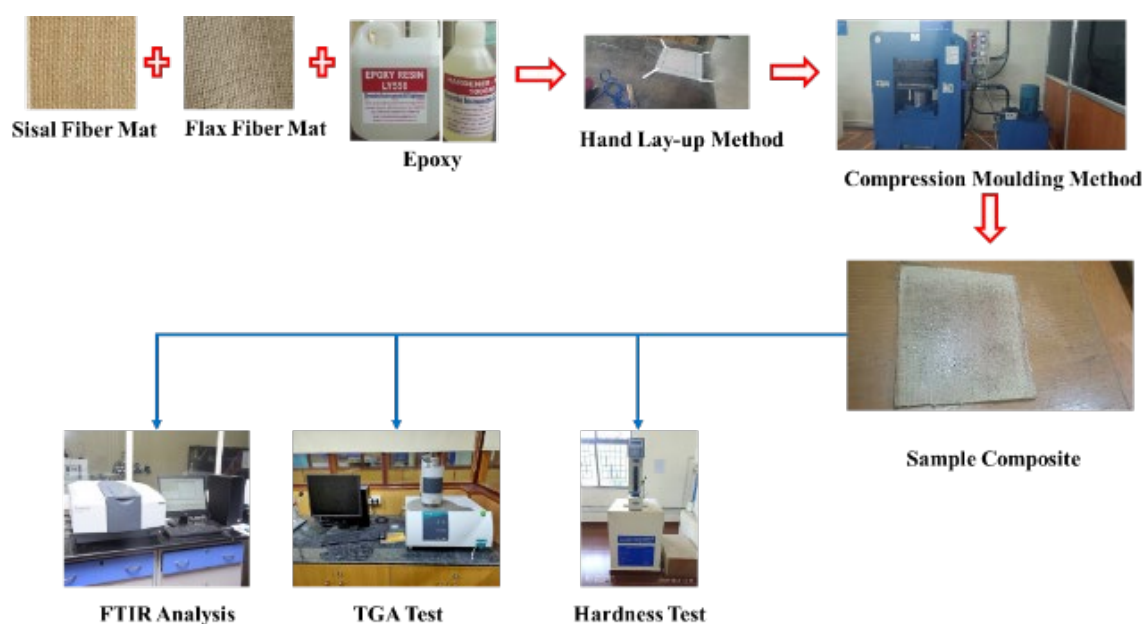 Sisal Fiber Mat
Flax Fiber Mat
EPOXY RESIN
LY556
HARDENER
Epoxy
Hand Lay-up Method
Compression Moulding Method
Sample Composite
FTIR Analysis
TGA Test
Hardness Test